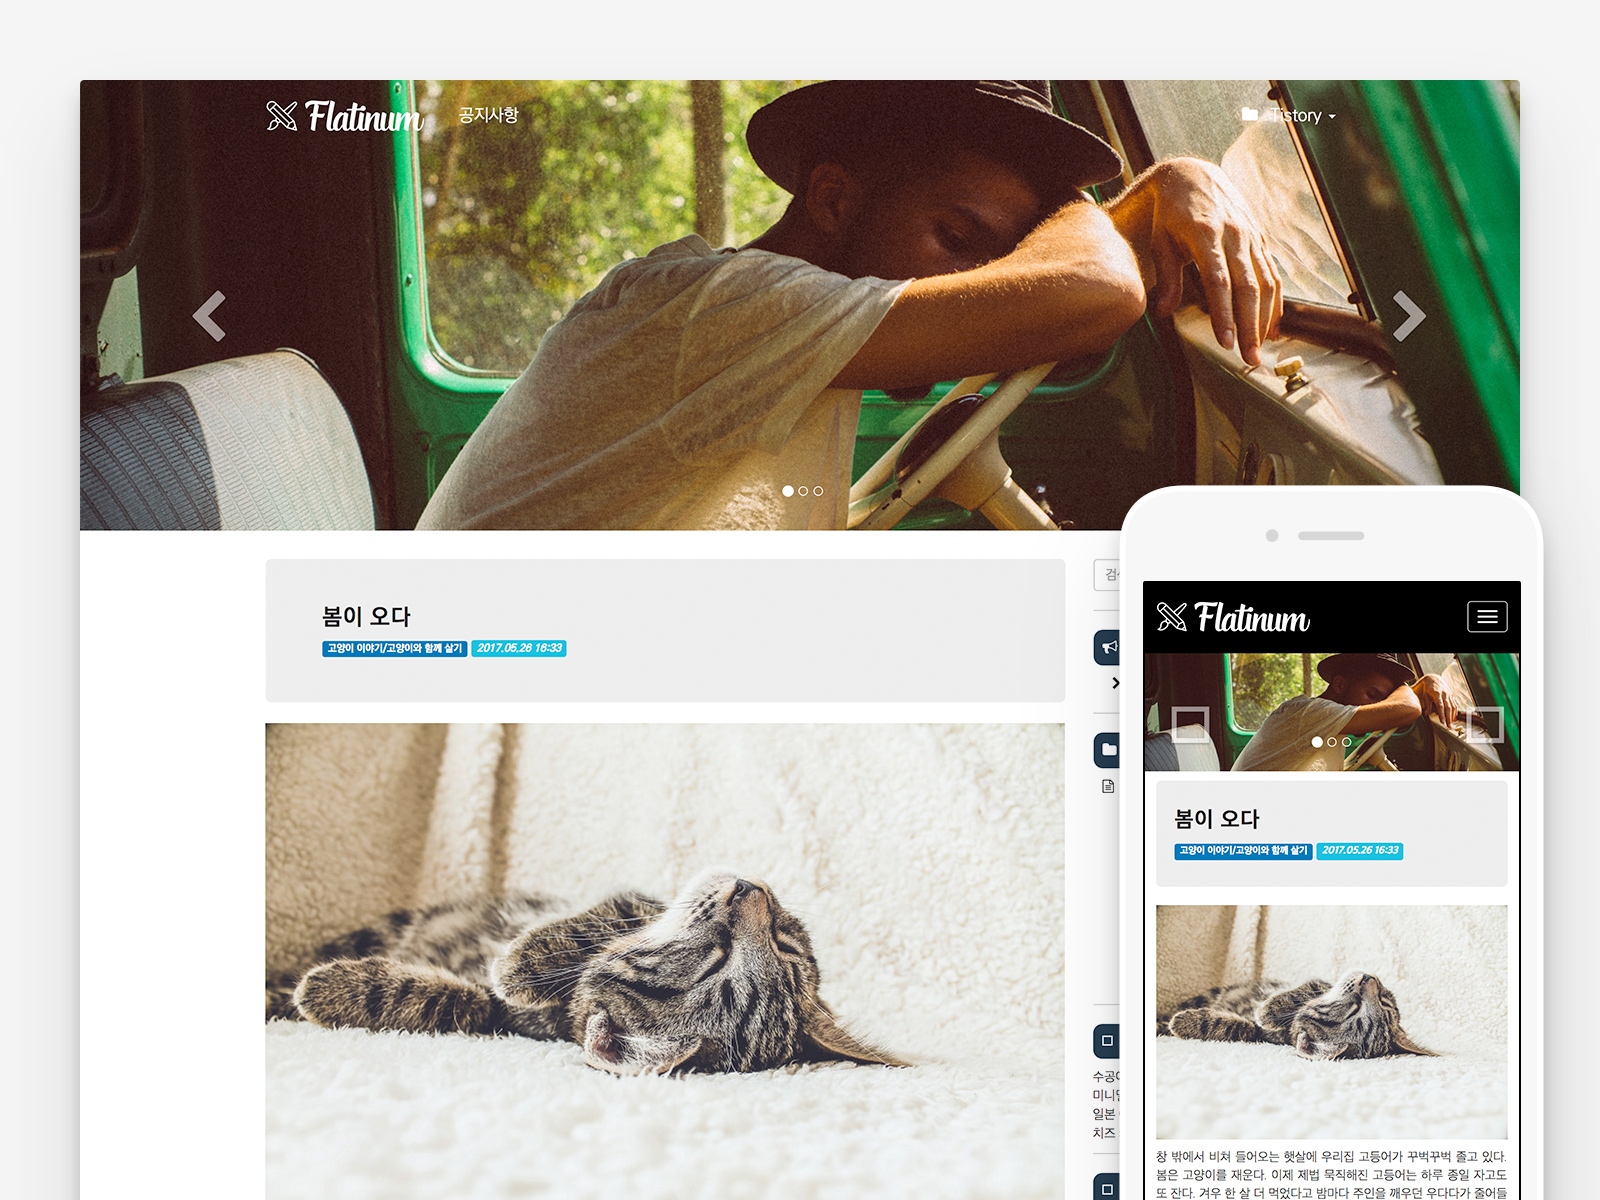 Flatinum
공지사항
Tistory
봄이 오다
고양이 이야기/고양이와 함께 살기
2017.05.26 16:33
수공
미니
일본
치즈
Flatinum
봄이 오다
고양이 이야기/고양이와 함께 살기
2017.05.26 16:33
창 밖에서 비쳐 들어오는 햇살에 우리집 고등어가 꾸벅꾸벅 졸고 있다.
봄은 고양이를 재운다. 이제 제법 묵직해진 고등어는 하루 종일 자고도
또 잔다. 겨우 한 살 더 먹었다고 밤마다 주인을 깨우던 우다다가 줄어들